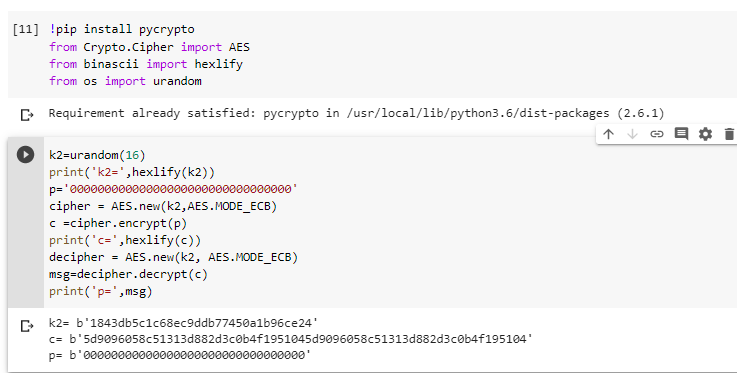 [11] !pip install pycrypto
from Crypto.Cipher import AES
from binascii import hexlify
from os import urandom
Requirement already satisfied: pycrypto in /usr/local/lib/python3.6/dist-packages (2.6.1)
k2=urandom(16)
print('k2=',hexlify(k2))
p='00000000000000000000000000000000'
cipher = AES.new(k2,AES.MODE_ECB)
c =cipher.encrypt(p)
print('c=',hexlify(c))
decipher = AES.new(k2, AES.MODE_ECB)
msg=decipher.decrypt(c)
print('p=',msg)
k2= b'1843db5c1c68ec9ddb77450a1b96ce24'
c= b'5d9096058c51313d882d3c0b4f1951045d9096058c51313d882d3c0b4f195104'
p= b'00000000000000000000000000000000'